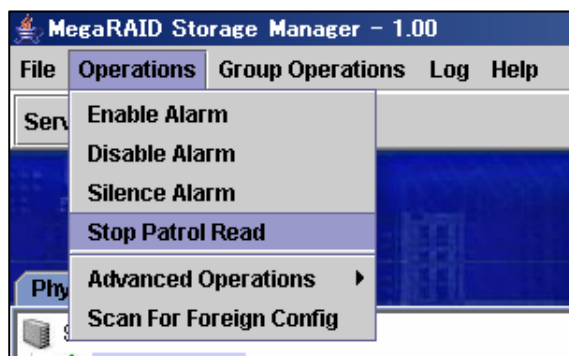 MegaRAID Storage Manager - 1.00
File Operations Group Operations Log Help
Enable Alarm
Disable Alarm
Silence Alarm
Stop Patrol Read
Advanced Operations
Scan For Foreign Config